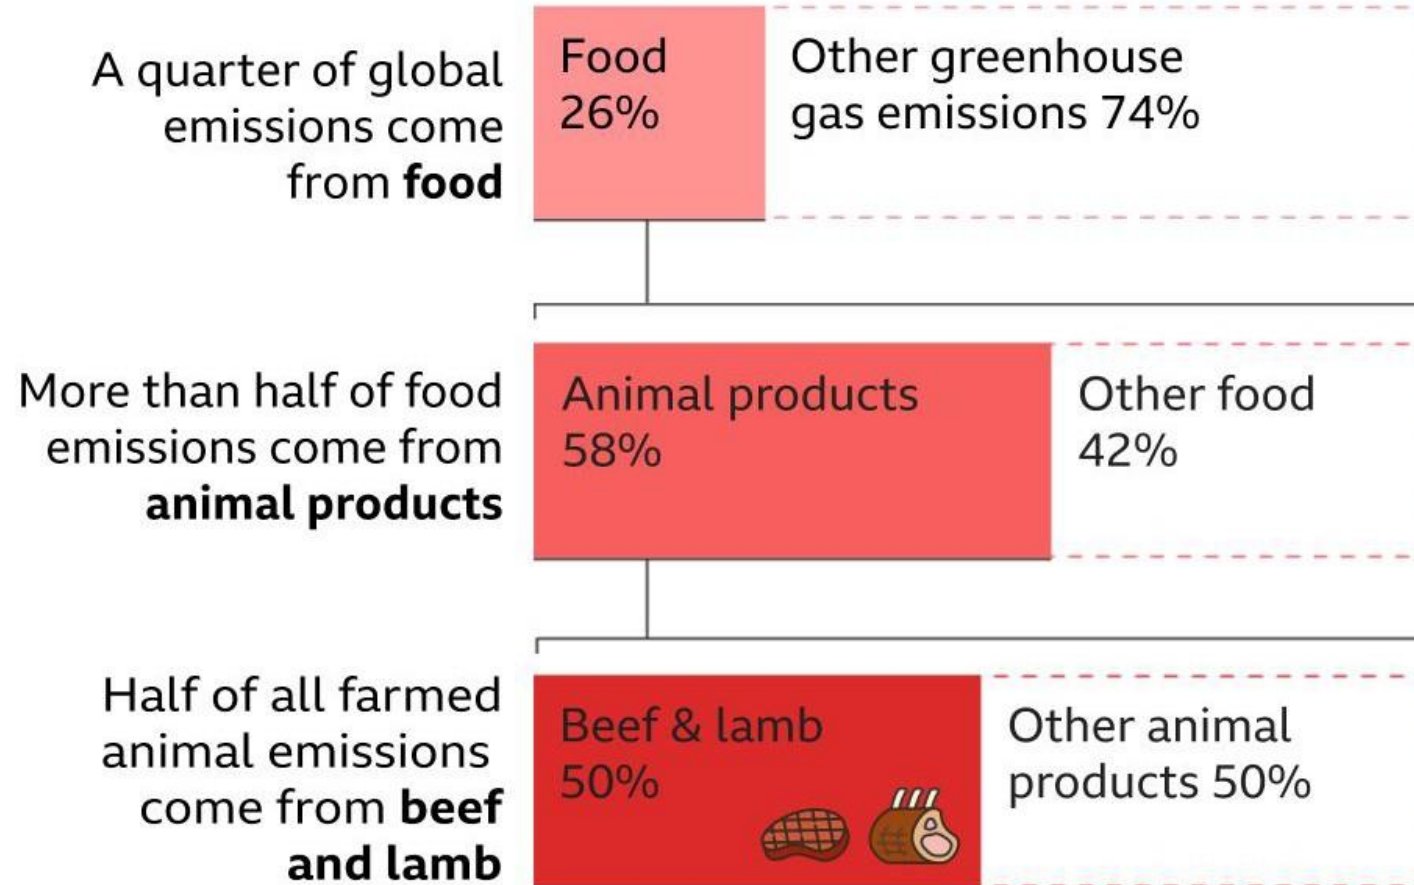 A quarter of global
emissions come
from food
Food
26%
Other greenhouse
gas emissions 74%
More than half of food
emissions come from
animal products
Animal products
58%
Other food
42%
Half of all farmed
animal emissions
come from beef
and lamb
Beef & lamb
50%
Other animal
products 50%